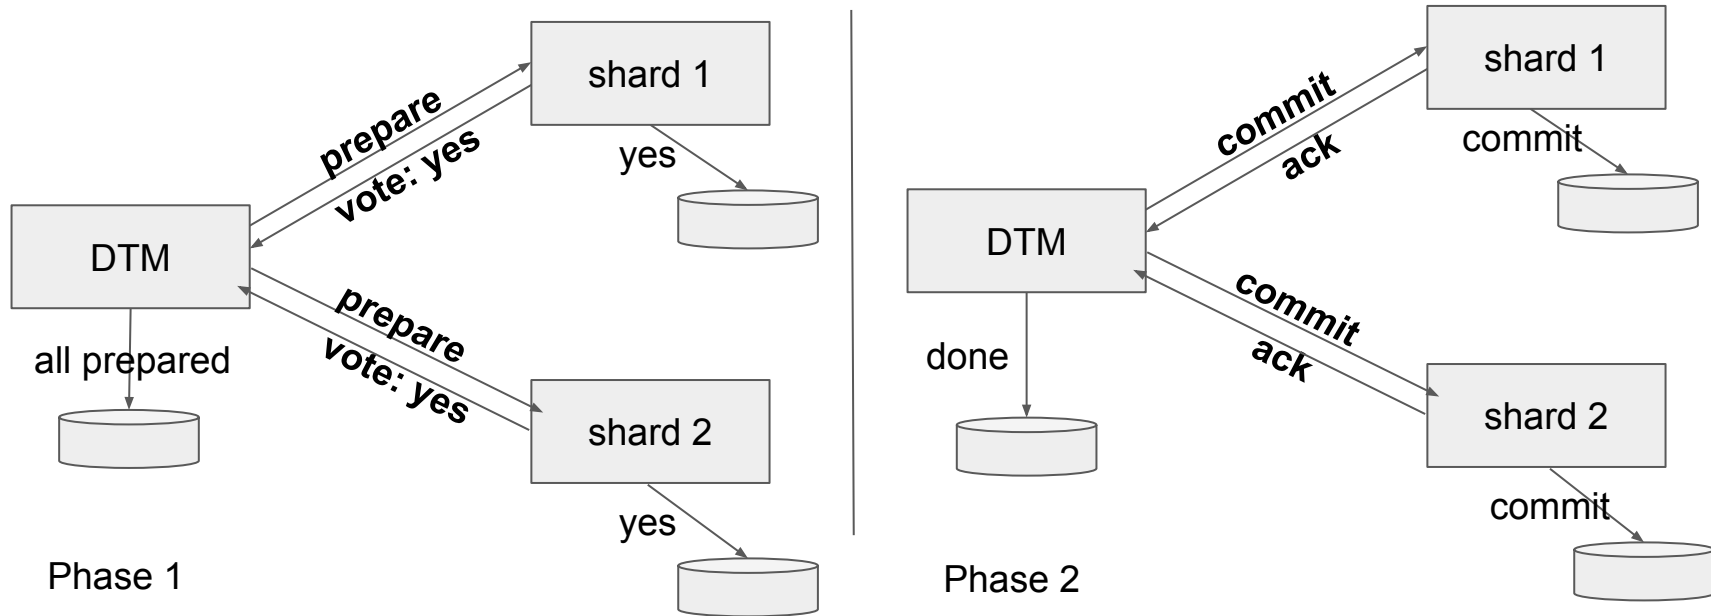 shard 1
prepare
vote: yes
yes
DTM
all prepared
prepare
vote: yes
shard 2
yes
Phase 1
shard 1
commit
ack
commit
DTM
done
commit
ack
shard 2
commit
Phase 2